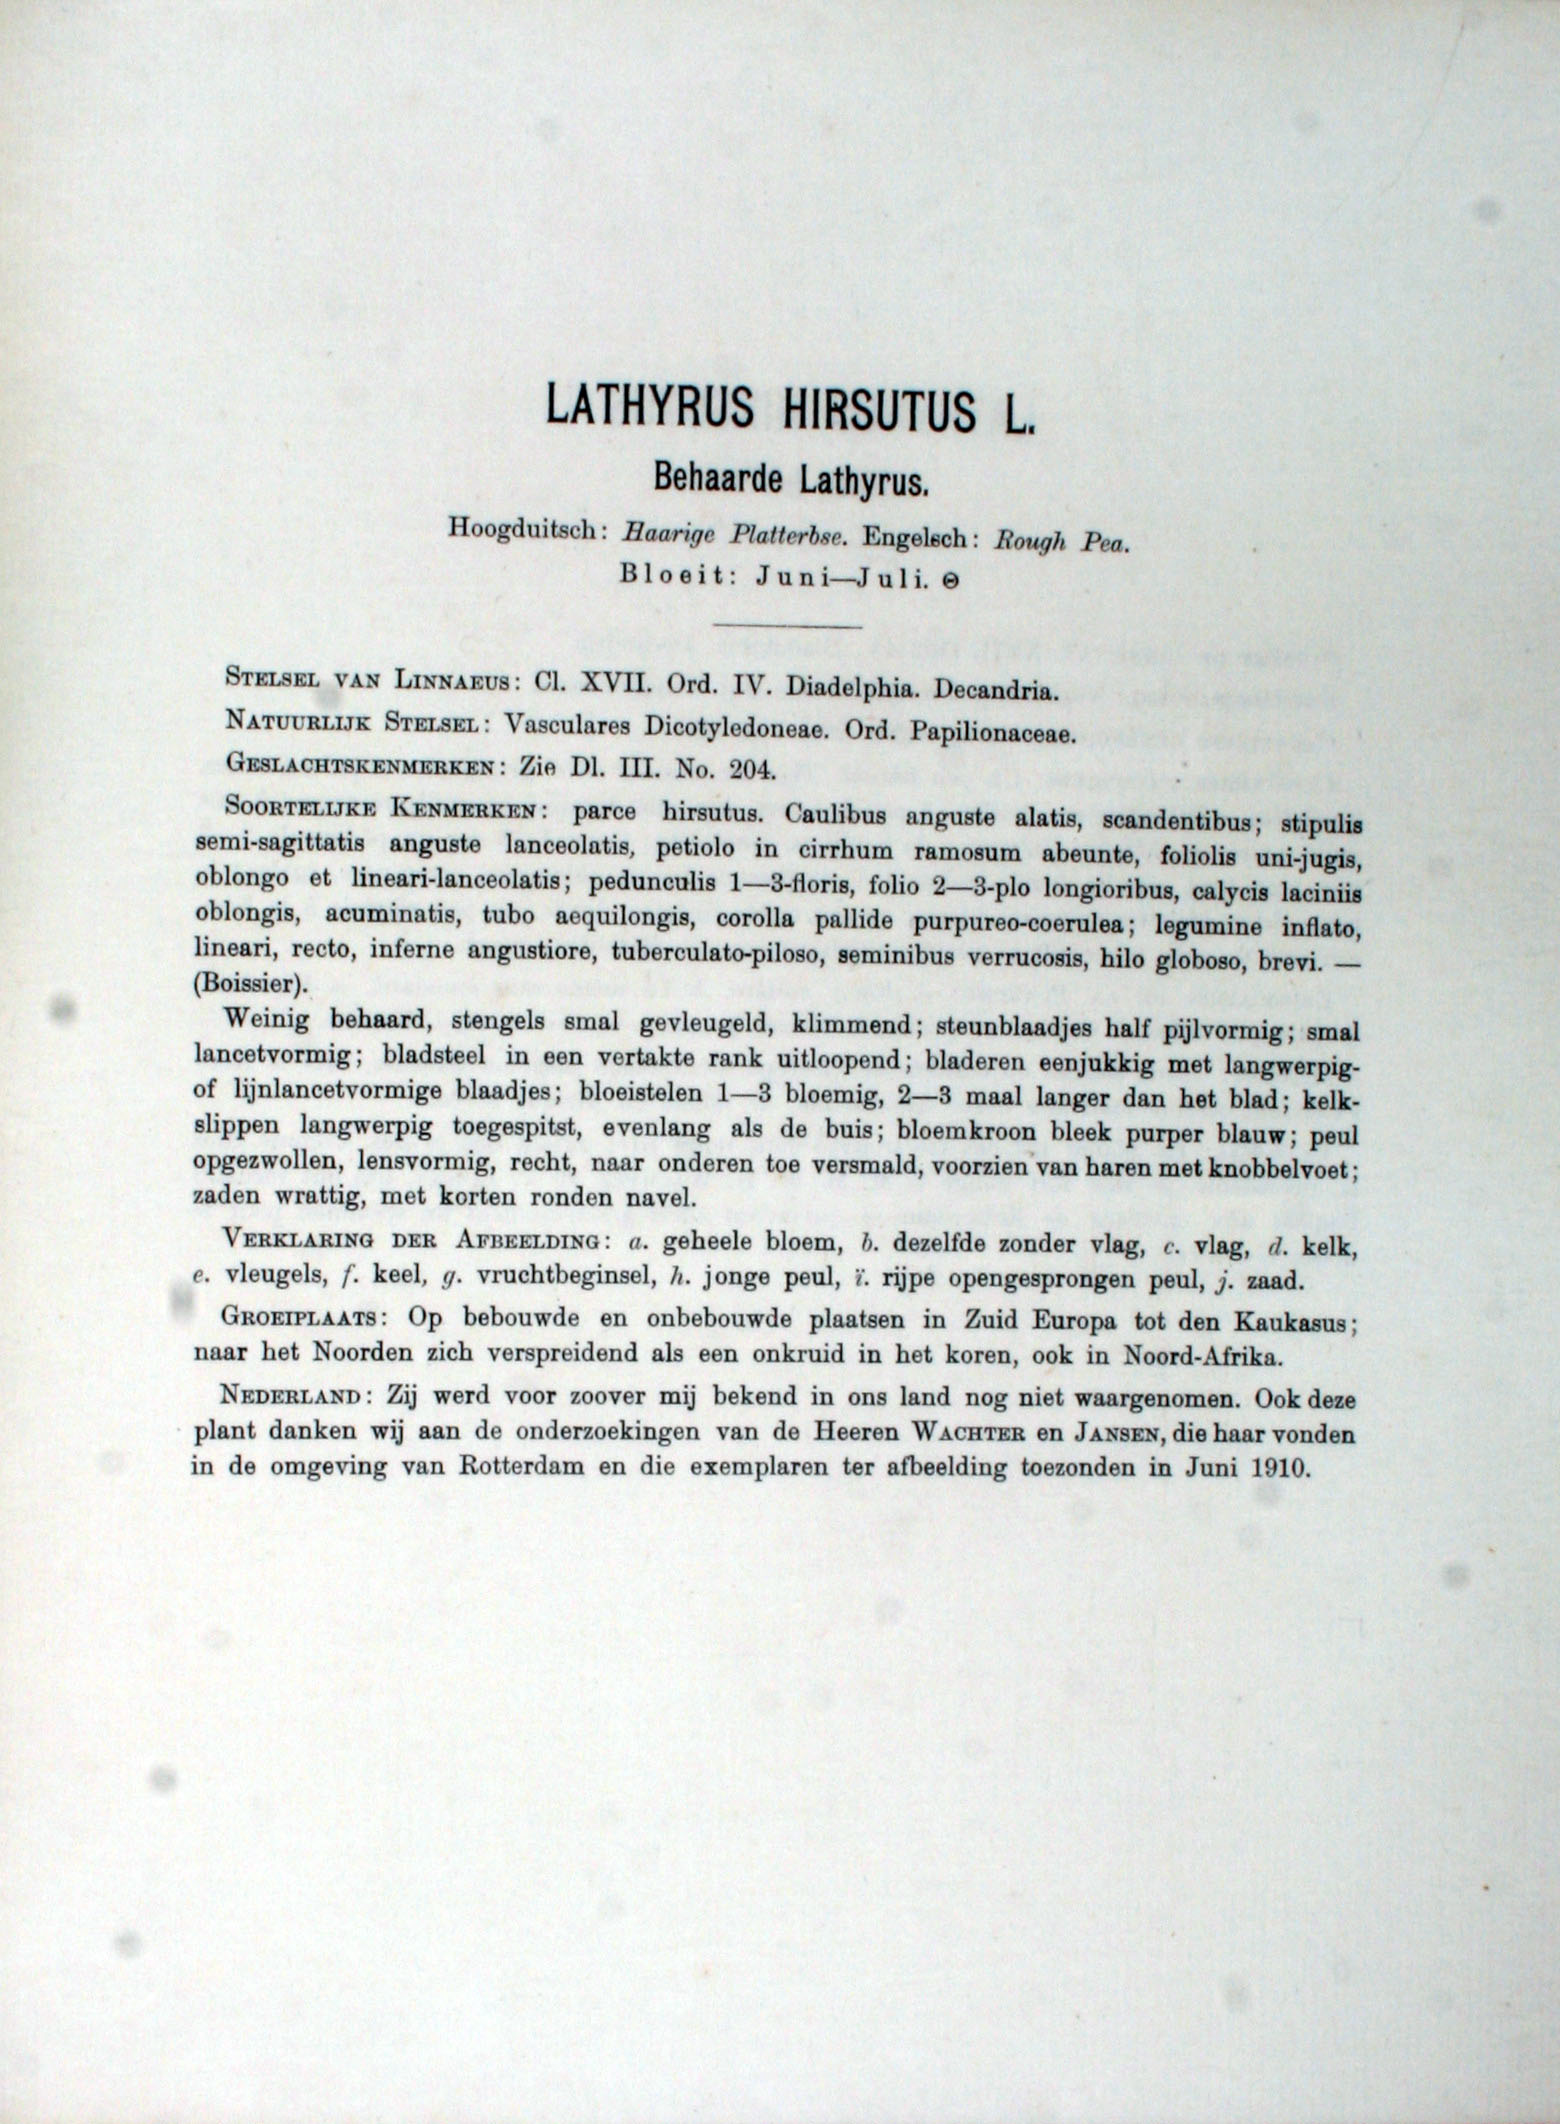 LATHYRUS HIRSUTUS L.
Behaarde Lathyrus.
Hoogduitsch: Haarige Platterbse. Engelsch: Rough Pea.
Bloeit: Juni—Juli. ⊖
STELSEL VAN LINNAEUS: Cl. XVII. Ord. IV. Diadelphia. Decandria.
NATUURLIJK STELSEL: Vasculares Dicotyledoneae. Ord. Papilionaceae.
GESLACHTSKENMERKEN: Zie Dl. III. No. 204.
SOORTELIJKE KENMERKEN: parce hirsutus. Caulibus anguste alatis, scandentibus; stipulis
semi-sagittatis anguste lanceolatis, petiolo in cirrhum ramosum abeunte, foliolis uni-jugis,
oblongo et lineari-lanceolatis; pedunculis 1—3-floris, folio 2—3-plo longioribus, calycis laciniis
oblongis, acuminatis, tubo aequilongis, corolla pallide purpureo-coerulea; legumine inflato,
lineari, recto, inferne angustiore, tuberculato-piloso, seminibus verrucosis, hilo globoso, brevi. —
(Boissier).
Weinig behaard, stengels smal gevleugeld, klimmend; steunblaadjes half pijlvormig; smal
lancetvormig; bladsteel in een vertakte rank uitloopend; bladeren eenjukkig met langwerpig-
of lijnlancetvormige blaadjes; bloeistelen 1—3 bloemig, 2—3 maal langer dan het blad; kelk-
slippen langwerpig toegespitst, evenlang als de buis; bloemkroon bleek purper blauw; peul
opgezwollen, lensvormig, recht, naar onderen toe versmald, voorzien van haren met knobbelvoet;
zaden wrattig, met korten ronden navel.
VERKLARING DER AFBEELDING: a. geheele bloem, b. dezelfde zonder vlag, c. vlag, d. kelk,
e. vleugels, f. keel, g. vruchtbeginsel, h. jonge peul, i. rijpe opengesprongen peul, j. zaad.
GROEIPLAATS: Op bebouwde en onbebouwde plaatsen in Zuid Europa tot den Kaukasus;
naar het Noorden zich verspreidend als een onkruid in het koren, ook in Noord-Afrika.
NEDERLAND: Zij werd voor zoover mij bekend in ons land nog niet waargenomen. Ook deze
plant danken wij aan de onderzoekingen van de Heeren WACHTER en JANSEN, die haar vonden
in de omgeving van Rotterdam en die exemplaren ter afbeelding toezonden in Juni 1910.